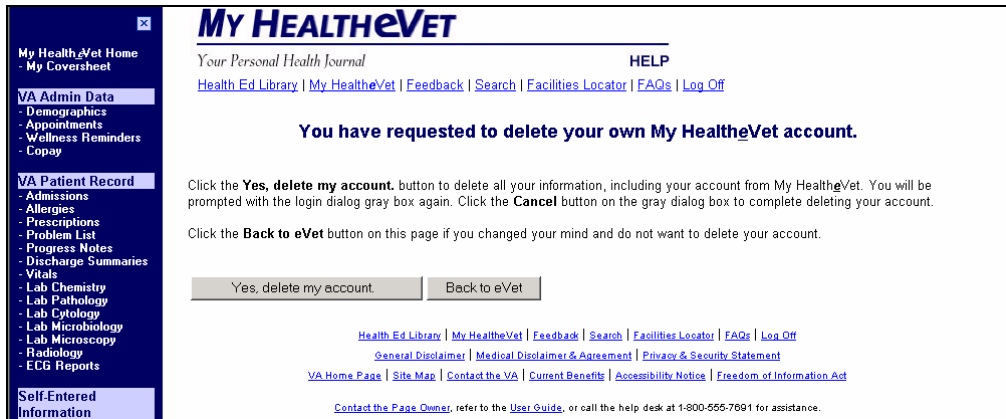 My HealtheVet Home
- My Coversheet
VA Admin Data
- Demographics
- Appointments
- Wellness Reminders
- Copay
VA Patient Record
- Admissions
- Allergies
- Prescriptions
- Problem List
- Progress Notes
- Discharge Summaries
- Vitals
- Lab Chemistry
- Lab Pathology
- Lab Cytology
- Lab Microbiology
- Lab Microscopy
- Radiology
- ECG Reports
Self-Entered
Information
MY HEALTHeVET
Your Personal Health Journal HELP
Health Ed Library | My HealtheVet | Feedback | Search | Facilities Locator | FAQs | Log Off
You have requested to delete your own My HealtheVet account.
Click the Yes, delete my account. button to delete all your information, including your account from My HealtheVet. You will be
prompted with the login dialog gray box again. Click the Cancel button on the gray dialog box to complete deleting your account.
Click the Back to eVet button on this page if you changed your mind and do not want to delete your account.
Yes, delete my account. Back to eVet
Health Ed Library | My HealtheVet | Feedback | Search | Facilities Locator | FAQs | Log Off
General Disclaimer | Medical Disclaimer & Agreement | Privacy & Security Statement
VA Home Page | Site Map | Contact the VA | Current Benefits | Accessibility Notice | Freedom of Information Act
Contact the Page Owner, refer to the User Guide, or call the help desk at 1-800-555-7691 for assistance.